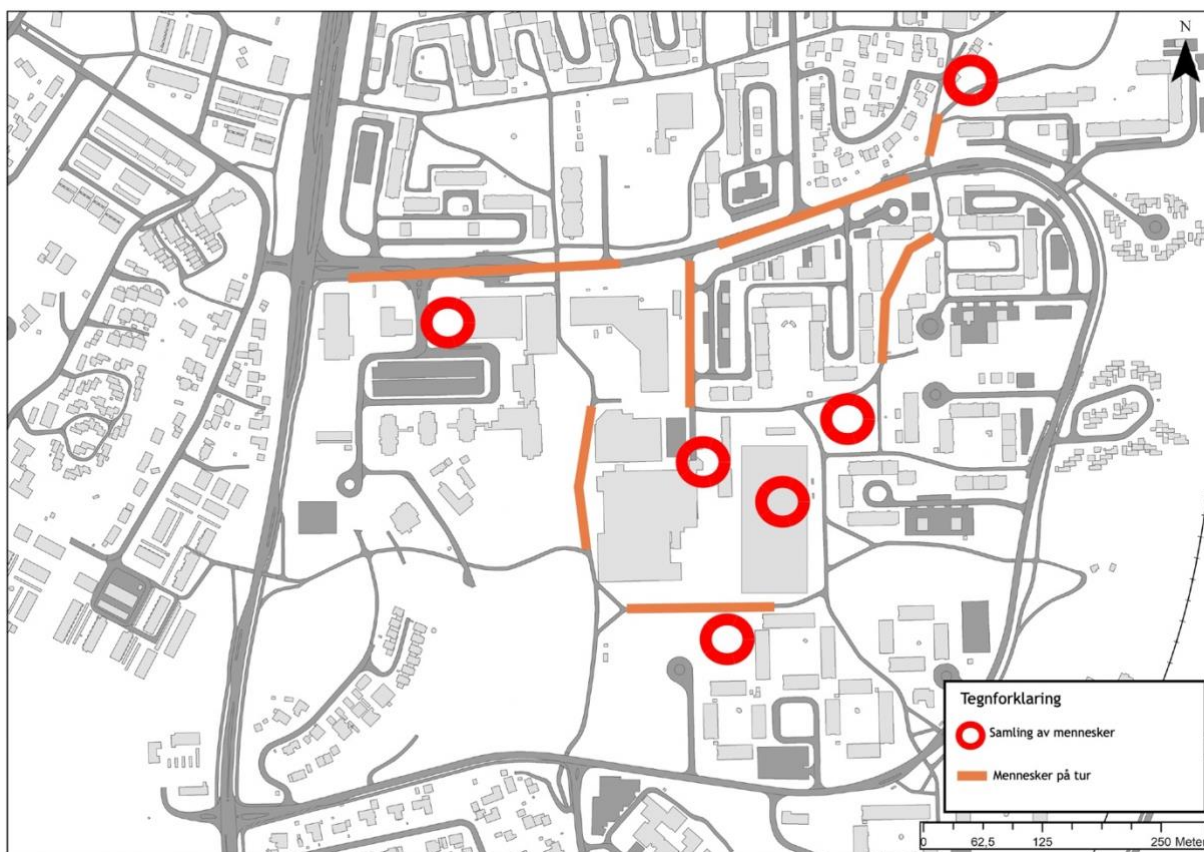 N
Tegnforklaring
Samling av mennesker
Mennesker på tur
0 62,5 125 250 Meter